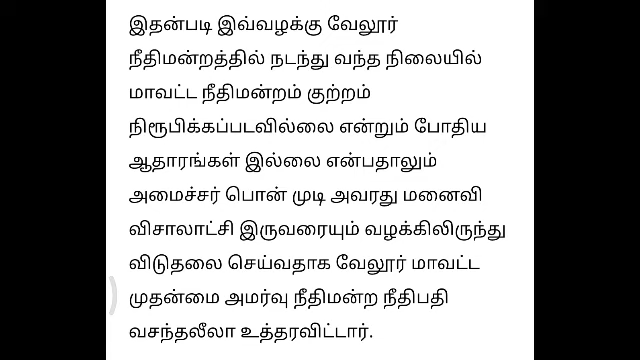 இதன்படி இவ்வழக்கு வேலூர்
நீதிமன்றத்தில் நடந்து வந்த நிலையில்
மாவட்ட நீதிமன்றம் குற்றம்
நிரூபிக்கப்படவில்லை என்றும் போதிய
ஆதாரங்கள் இல்லை என்பதாலும்
அமைச்சர் பொன் முடி அவரது மனைவி
விசாலாட்சி இருவரையும் வழக்கிலிருந்து
விடுதலை செய்வதாக வேலூர் மாவட்ட
முதன்மை அமர்வு நீதிமன்ற நீதிபதி
வசந்தலீலா உத்தரவிட்டார்.